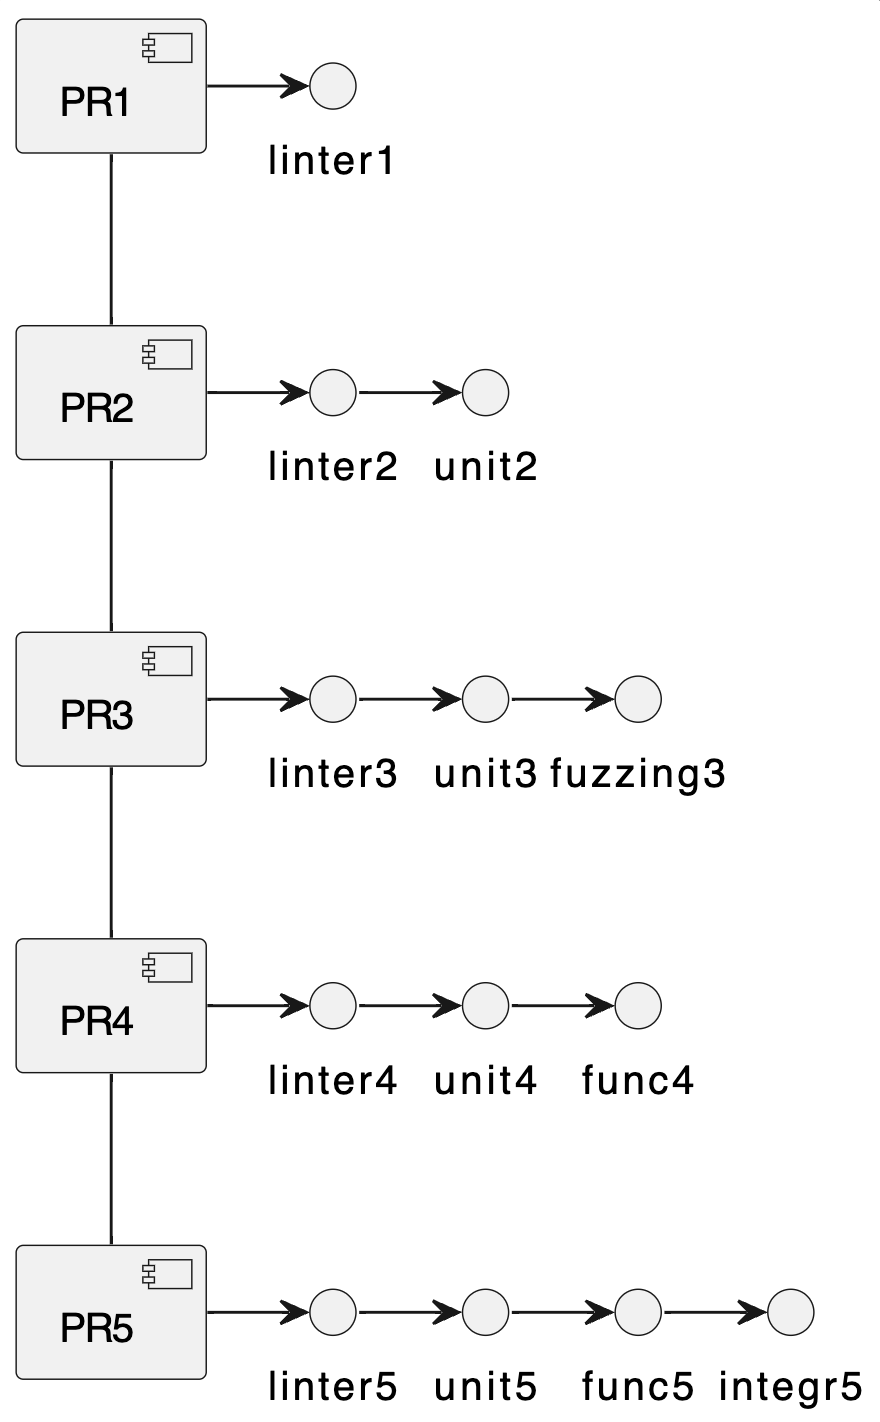 PR1
linter1
PR2
linter2 unit2
PR3
linter3 unit3 fuzzing3
PR4
linter4 unit4 func4
PR5
linter5 unit5 func5 integr5